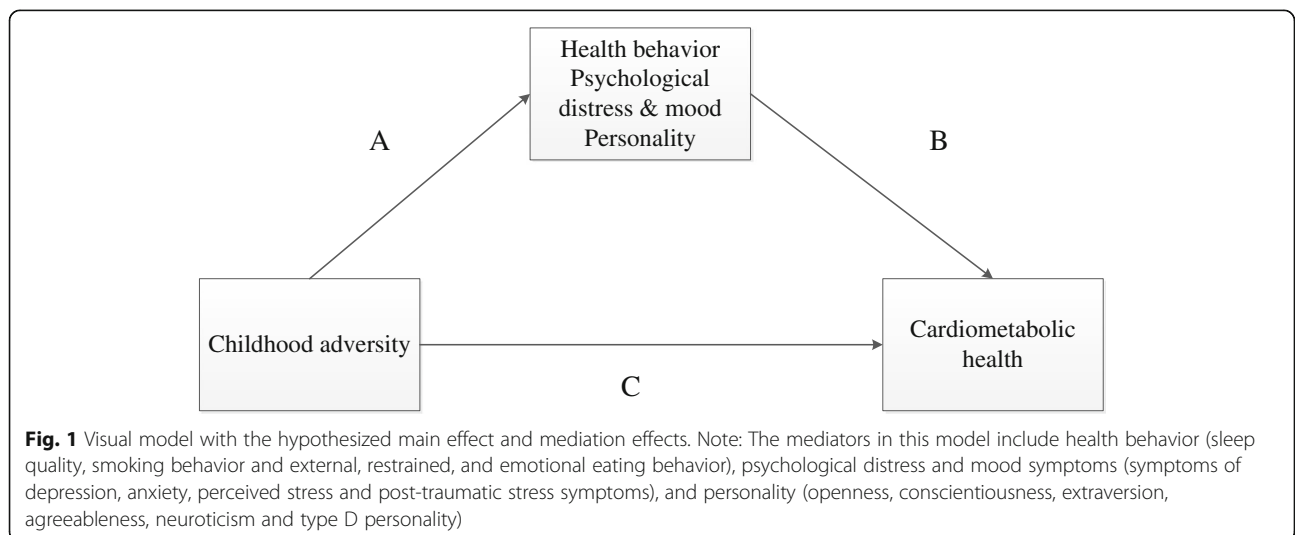 Health behavior
Psychological
distress & mood
Personality
A
B
Childhood adversity
Cardiometabolic
health
C
Fig. 1 Visual model with the hypothesized main effect and mediation effects. Note: The mediators in this model include health behavior (sleep
quality, smoking behavior and external, restrained, and emotional eating behavior), psychological distress and mood symptoms (symptoms of
depression, anxiety, perceived stress and post-traumatic stress symptoms), and personality (openness, conscientiousness, extraversion,
agreeableness, neuroticism and type D personality)